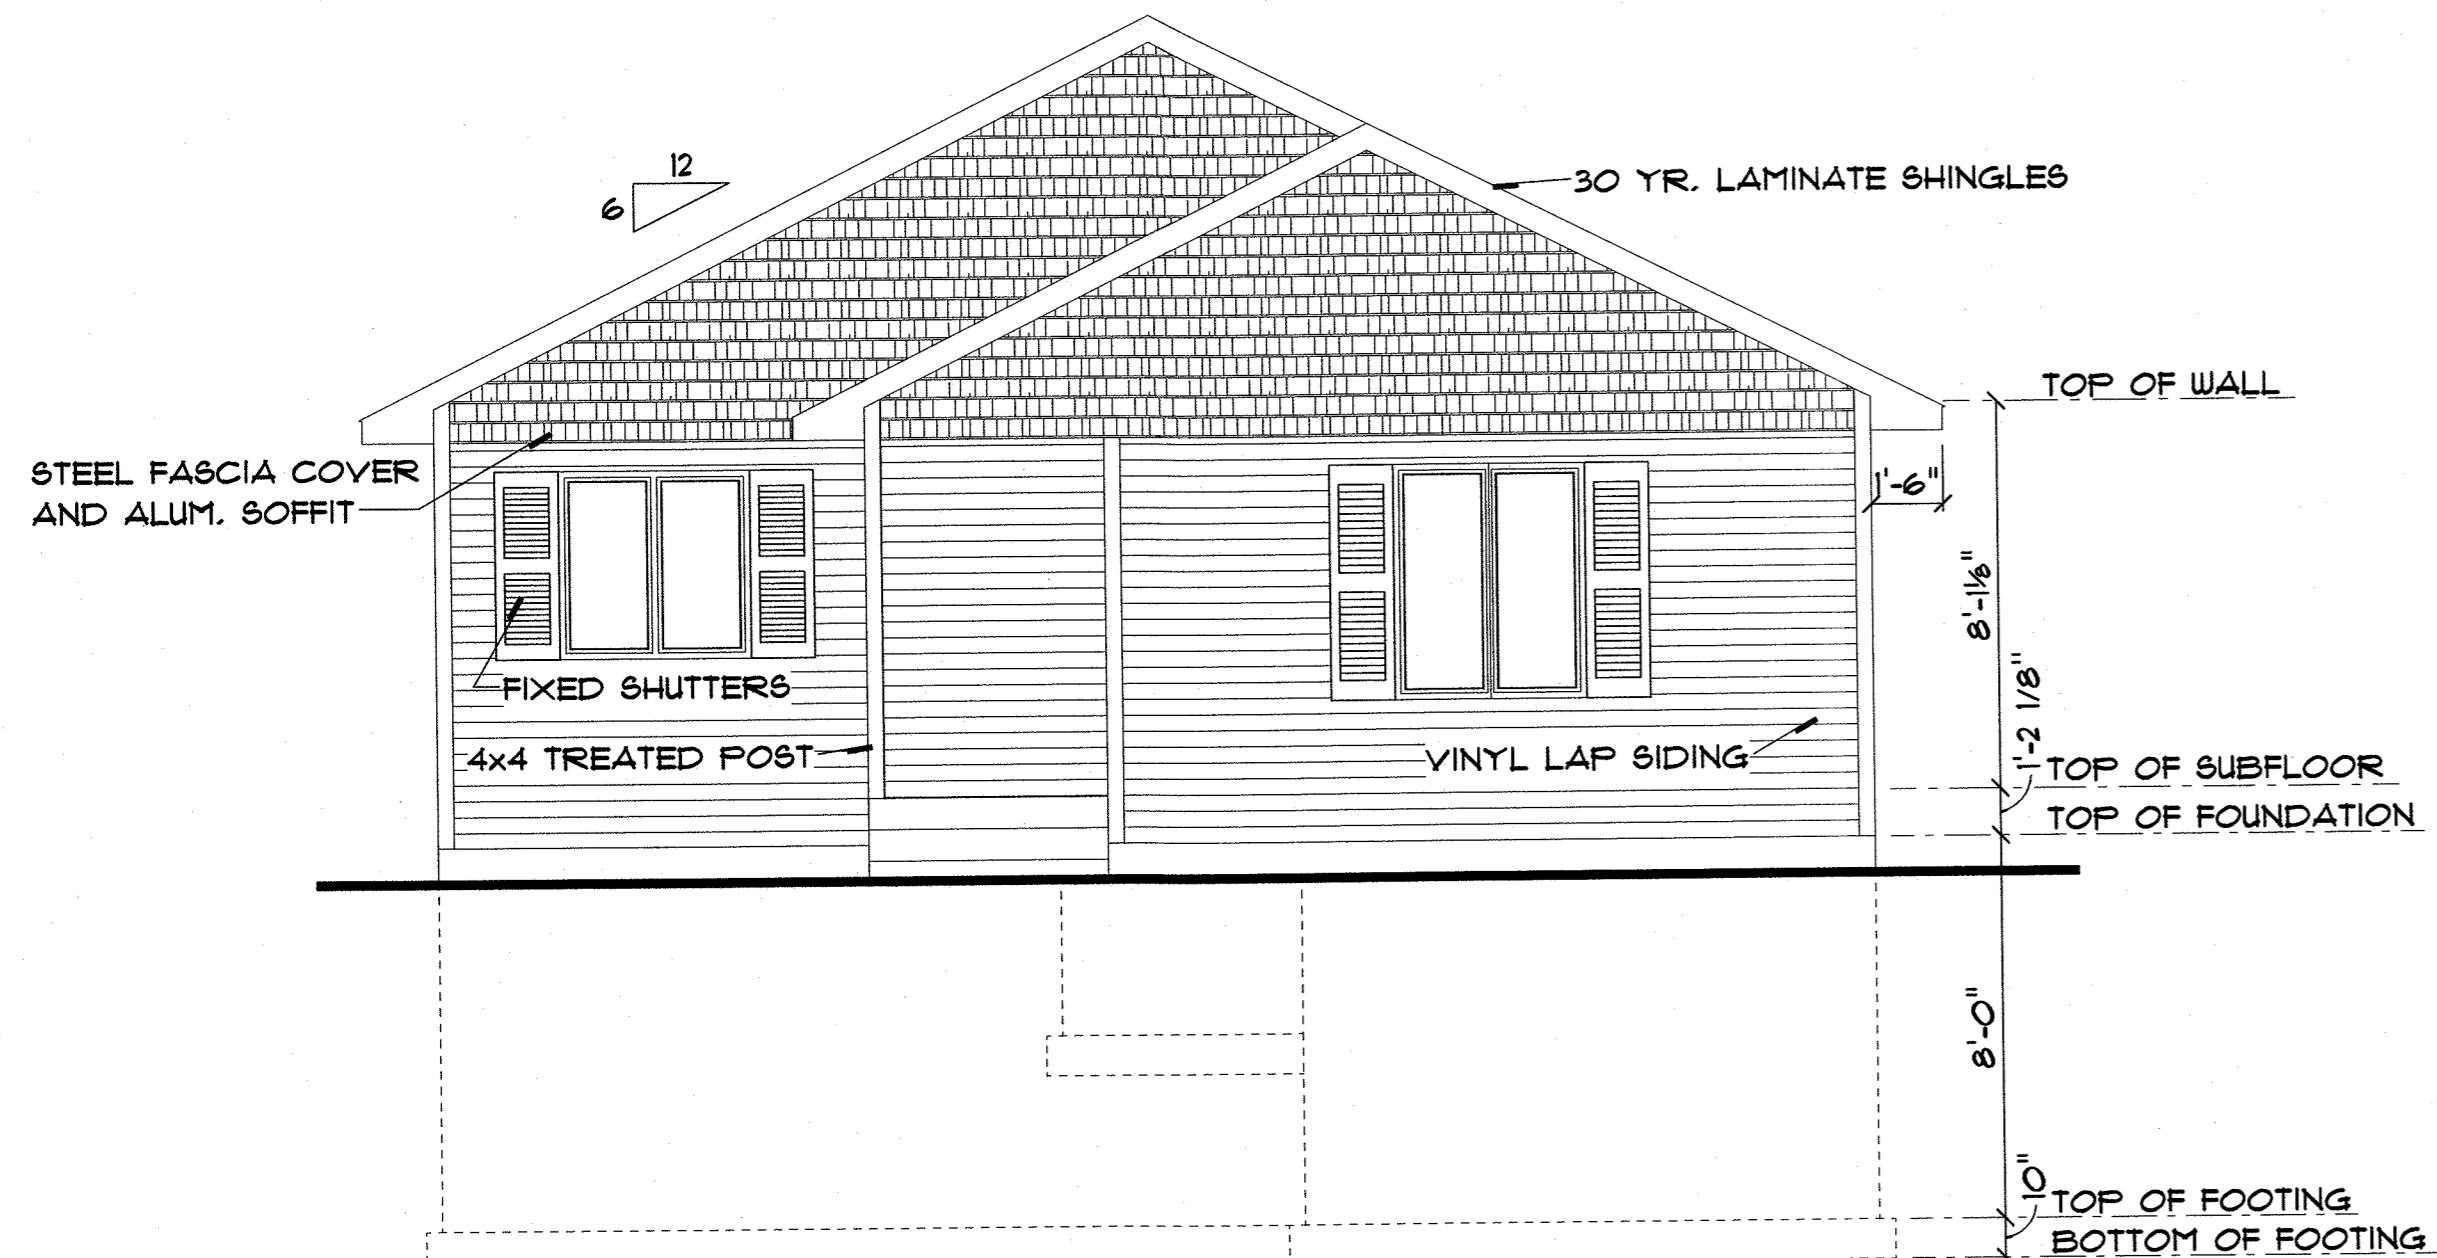 12
6
30 YR. LAMINATE SHINGLES
TOP OF WALL
STEEL FASCIA COVER
AND ALUM. SOFFIT
1'-6"
8'-1⅛"
FIXED SHUTTERS
1'-2 1/8"
4x4 TREATED POST
VINYL LAP SIDING
TOP OF SUBFLOOR
TOP OF FOUNDATION
8'-0"
10"
TOP OF FOOTING
BOTTOM OF FOOTING